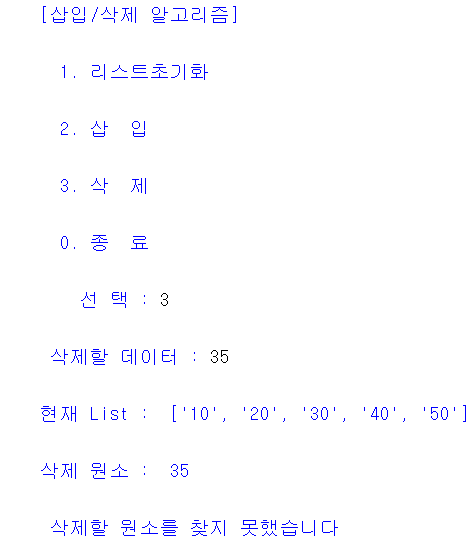 [삽입/삭제 알고리즘]
1. 리스트초기화
2. 삽  입
3. 삭  제
0. 종  료
선 택 : 3
삭제할 데이터 : 35
현재 List :  ['10', '20', '30', '40', '50']
삭제 원소 :  35
삭제할 원소를 찾지 못했습니다